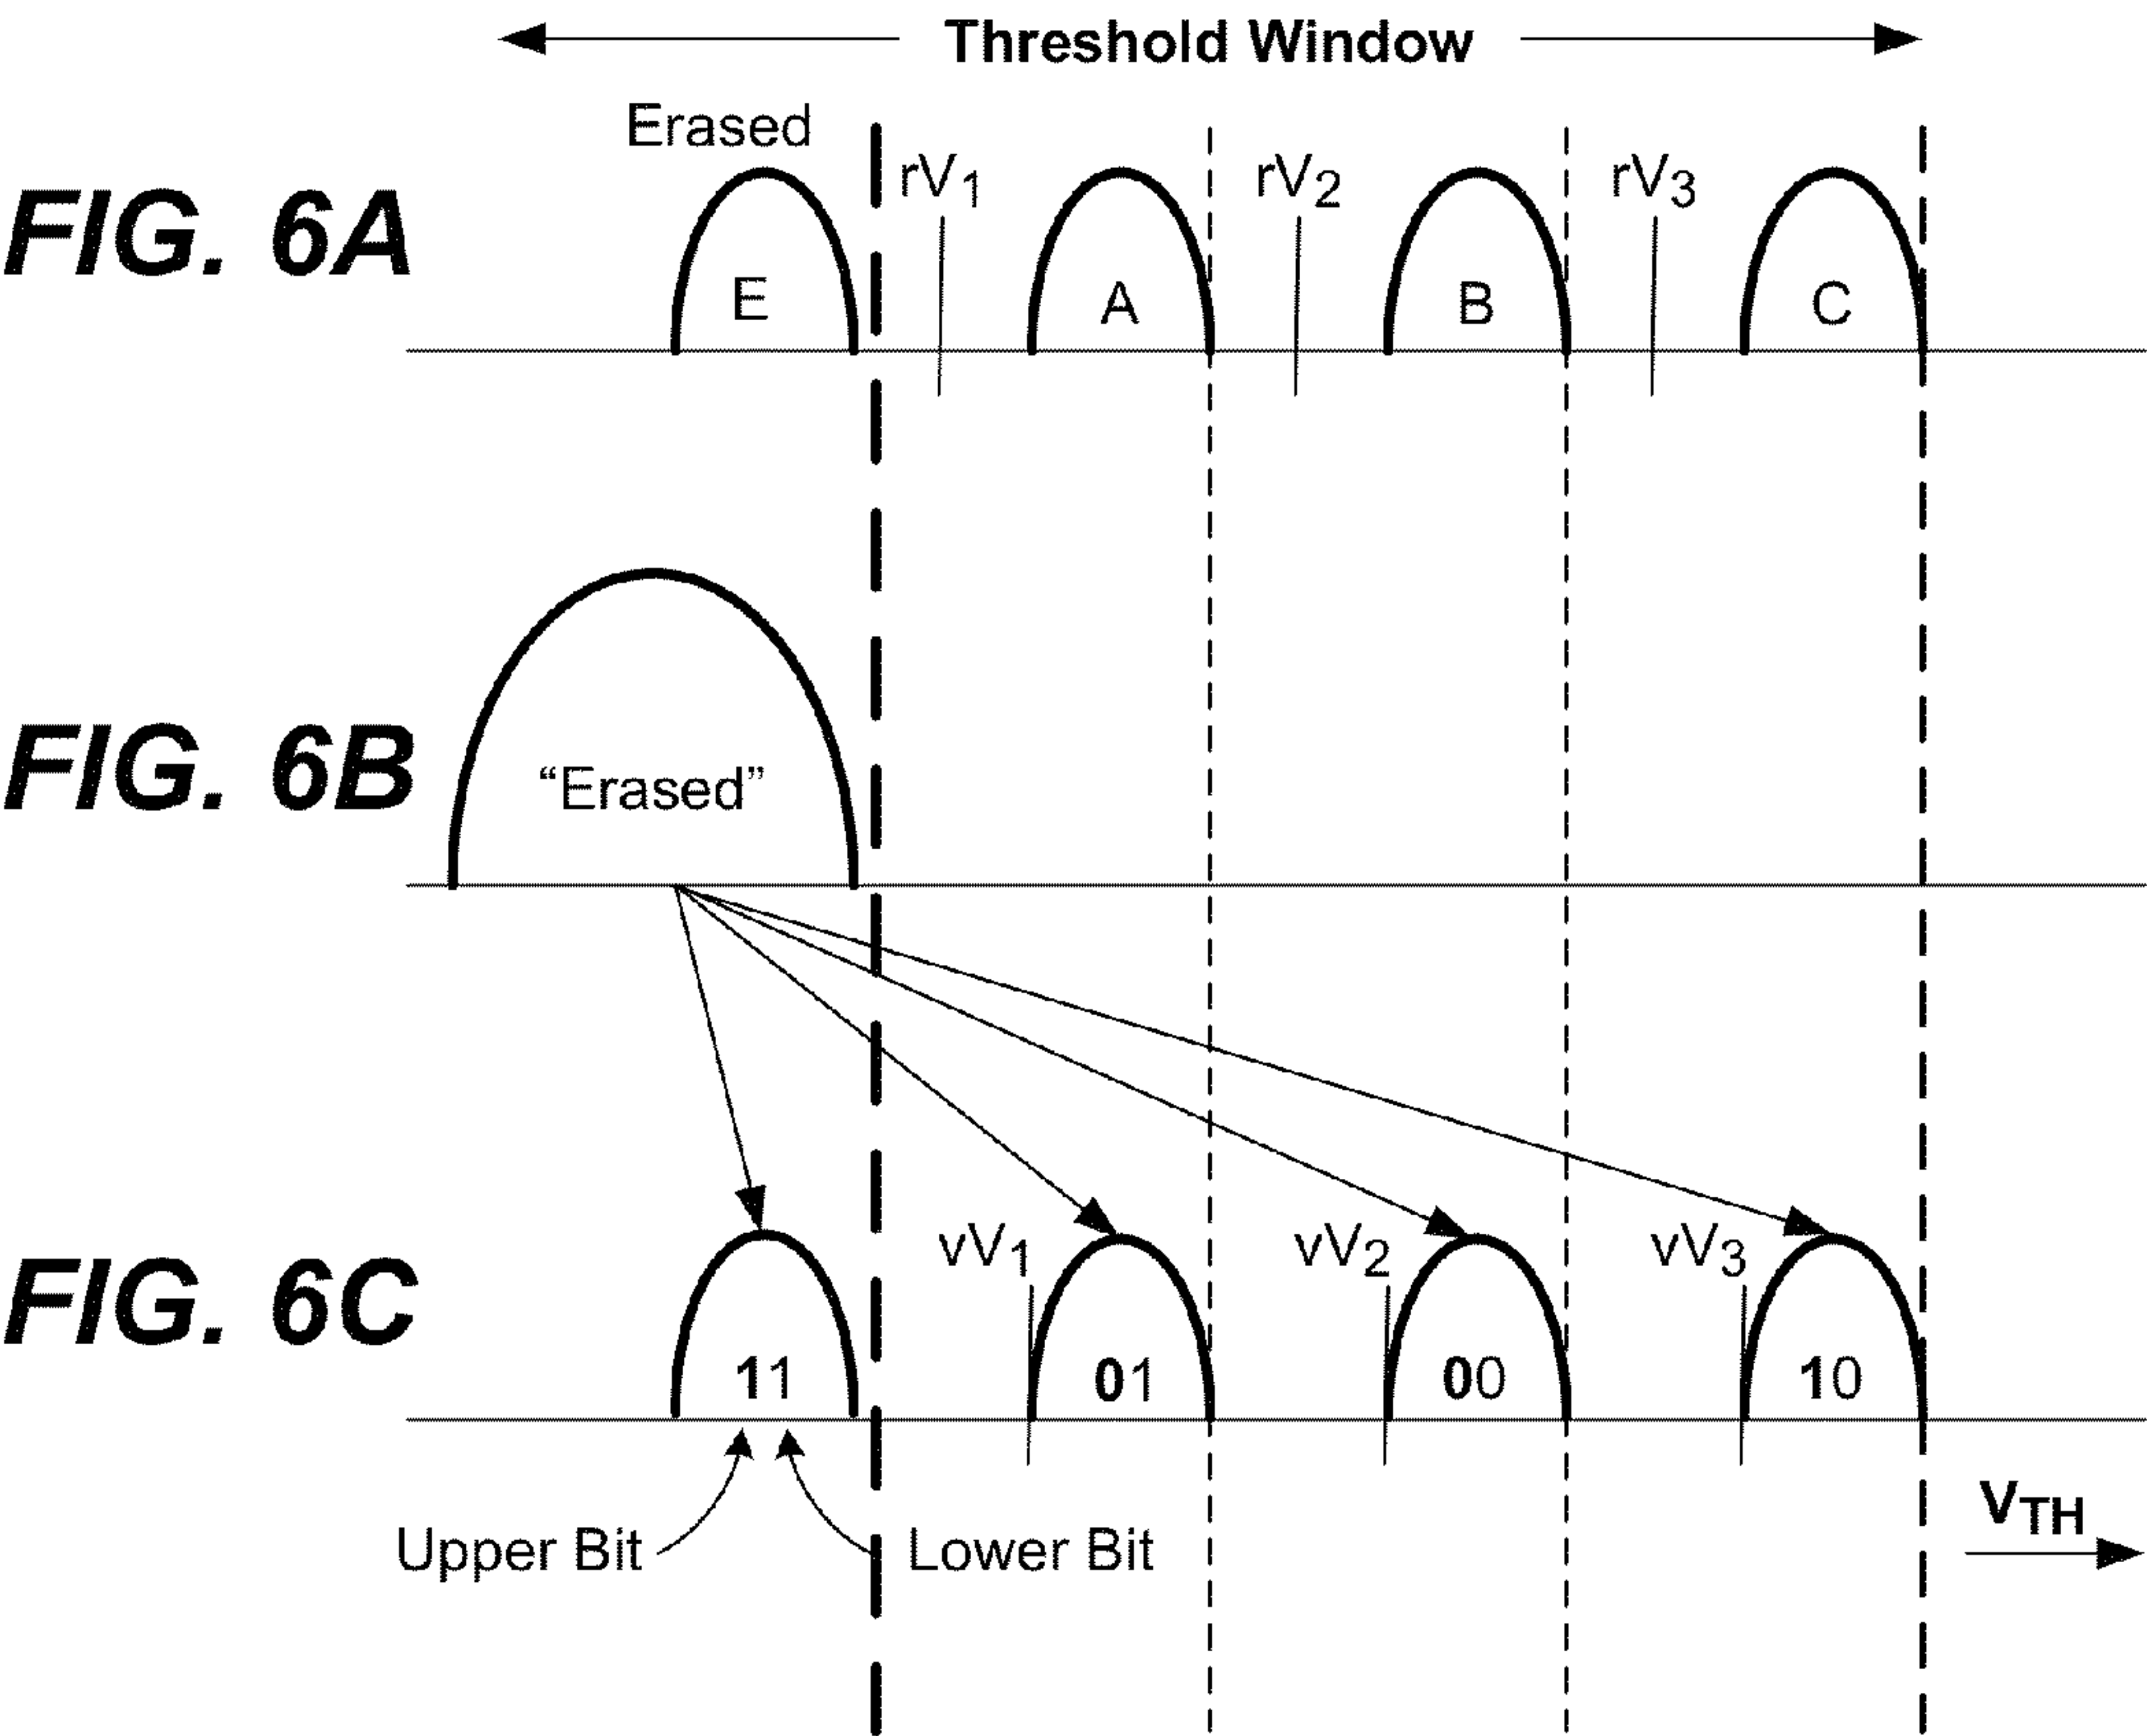 Threshold Window
Erased
rV1
rV2
rV3
FIG. 6A
E
A
B
C
FIG. 6B
“Erased”
FIG. 6C
vV1
vV2
vV3
11
01
00
10
VTH
Upper Bit
Lower Bit